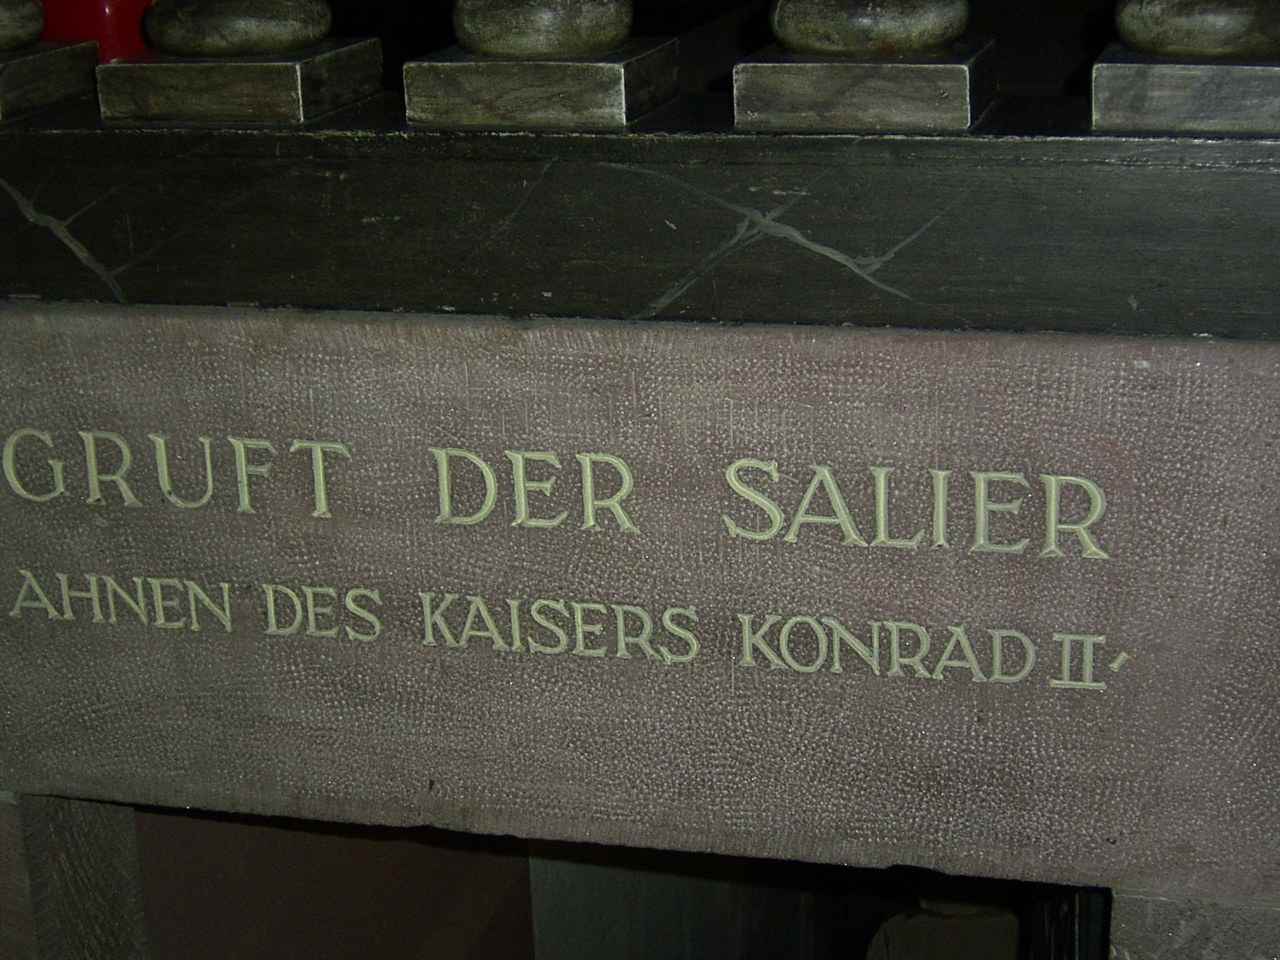 GRUFT DER SALIER
AHNEN DES KAISERS KONRAD II